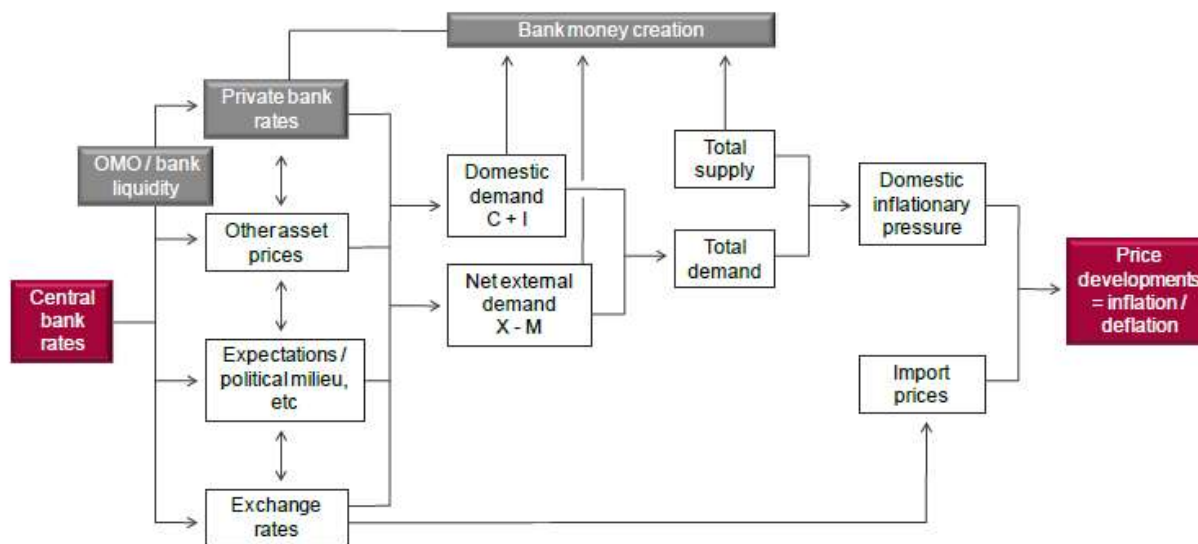 Bank money creation
Private bank
rates
OMO / bank
liquidity
Total
supply
Domestic
demand
C + I
Domestic
inflationary
pressure
Other asset
prices
Total
demand
Price
developments
= inflation /
deflation
Net external
demand
X - M
Central
bank
rates
Expectations /
political milieu,
etc
Import
prices
Exchange
rates